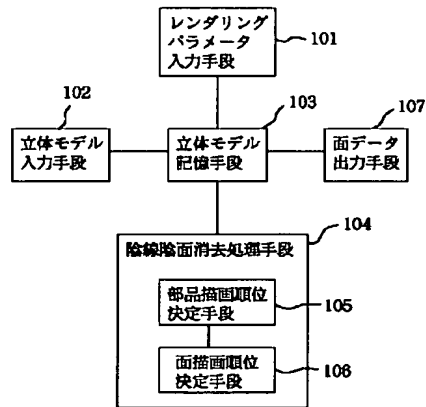 レンダリング
パラメータ
入力手段
101
102
103
107
立体モデル
入力手段
立体モデル
記憶手段
面データ
出力手段
104
陰線陰面消去処理手段
部品描画順位
決定手段
105
面描画順位
決定手段
106